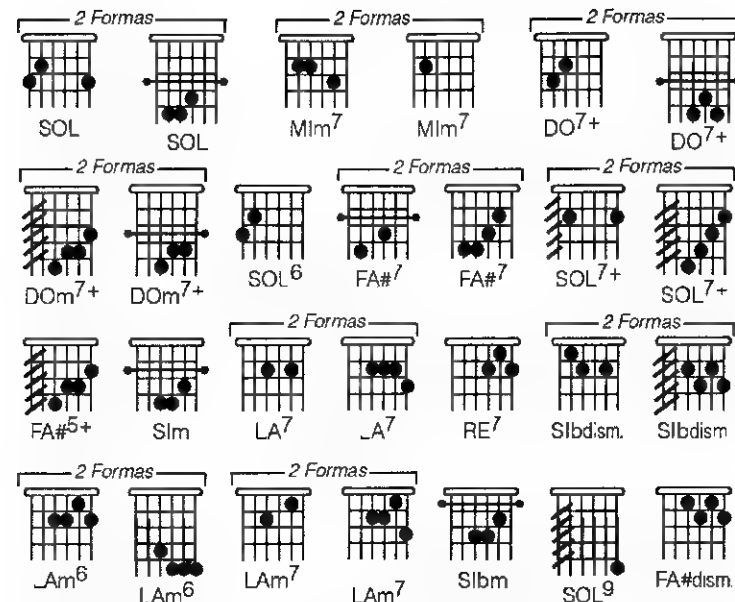 2 Formas 2 Formas 2 Formas
SOL SOL MIm7 MIm7 DO7+ DO7+
2 Formas 2 Formas 2 Formas
DOm7+ DOm7+ SOL6 FA#7 FA#7 SOL7+ SOL7+
2 Formas 2 Formas
FA#5+ SIm LA7 LA7 RE7 SIbdism. SIbdism
2 Formas 2 Formas
LAm6 LAm6 LAm7 LAm7 SIbm SOL9 FA#dism.